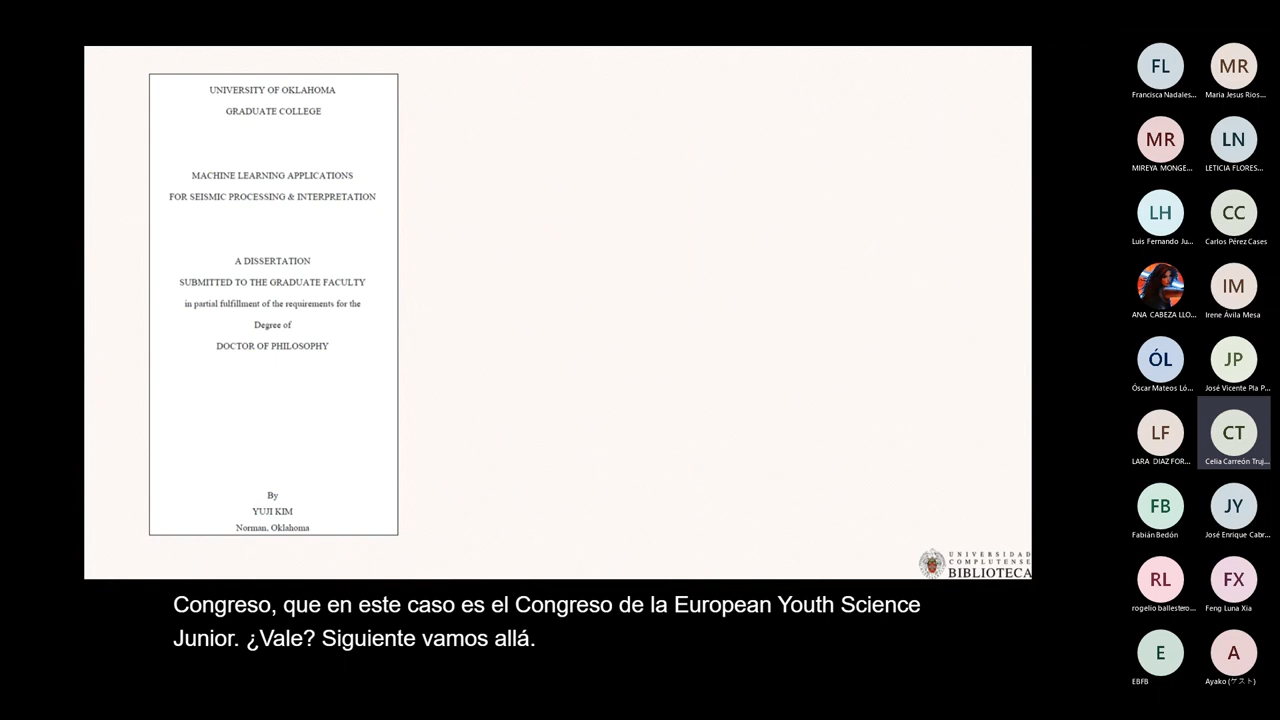 UNIVERSITY OF OKLAHOMA
GRADUATE COLLEGE
MACHINE LEARNING APPLICATIONS
FOR SEISMIC PROCESSING & INTERPRETATION
A DISSERTATION
SUBMITTED TO THE GRADUATE FACULTY
in partial fulfillment of the requirements for the
Degree of
DOCTOR OF PHILOSOPHY
By
YUJI KIM
Norman, Oklahoma
UNIVERSIDAD
COMPLUTENSE
BIBLIOTECA
Congreso, que en este caso es el Congreso de la European Youth Science
Junior. ¿Vale? Siguiente vamos allá.
FL
Francisca Nadales...
MR
Maria Jesus Ríos...
MR
MIREYA MONGE...
LN
LETICIA FLORES...
LH
Luis Fernando Ju...
CC
Carlos Pérez Cases
ANA CABEZA LLO...
IM
Irene Ávila Mesa
ÓL
Óscar Mateos Ló...
JP
José Vicente Pla P...
LF
LARA DIAZ FOR...
CT
Celia Carreón Truj...
FB
Fabián Bedón
JY
José Enrique Cabr...
RL
rogelio ballestero...
FX
Feng Luna Xia
E
EBFB
A
Ayako (ゲスト)